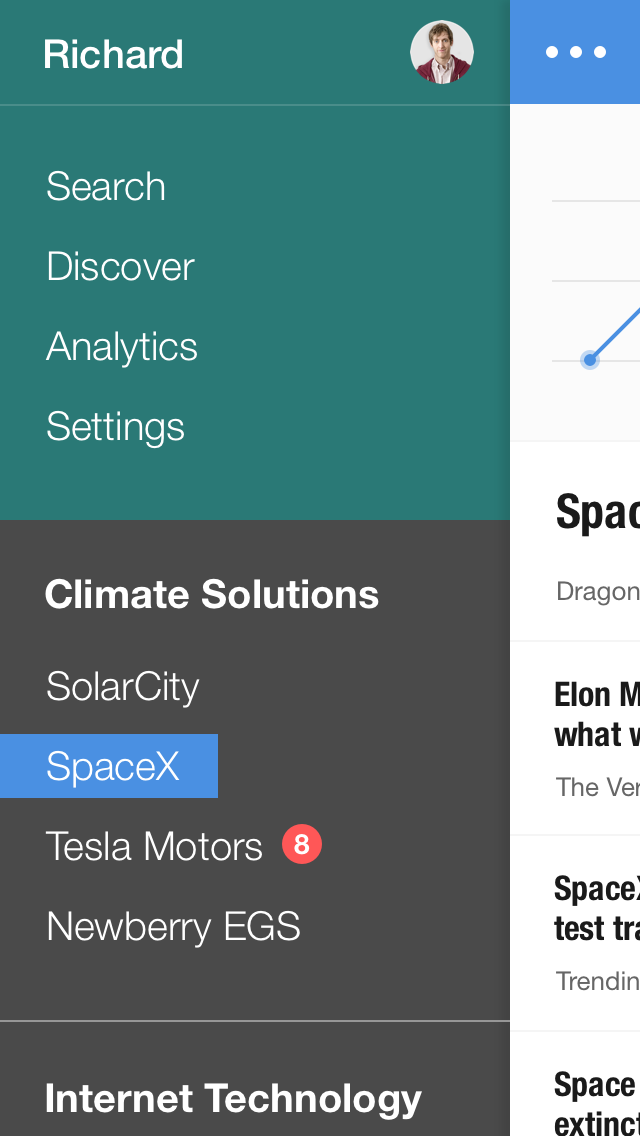 Richard
Search
Discover
Analytics
Settings
Climate Solutions
SolarCity
SpaceX
Tesla Motors 8
Newberry EGS
Internet Technology
Spac
Dragon
Elon M
what w
The Ver
SpaceX
test tra
Trendin
Space
extinct